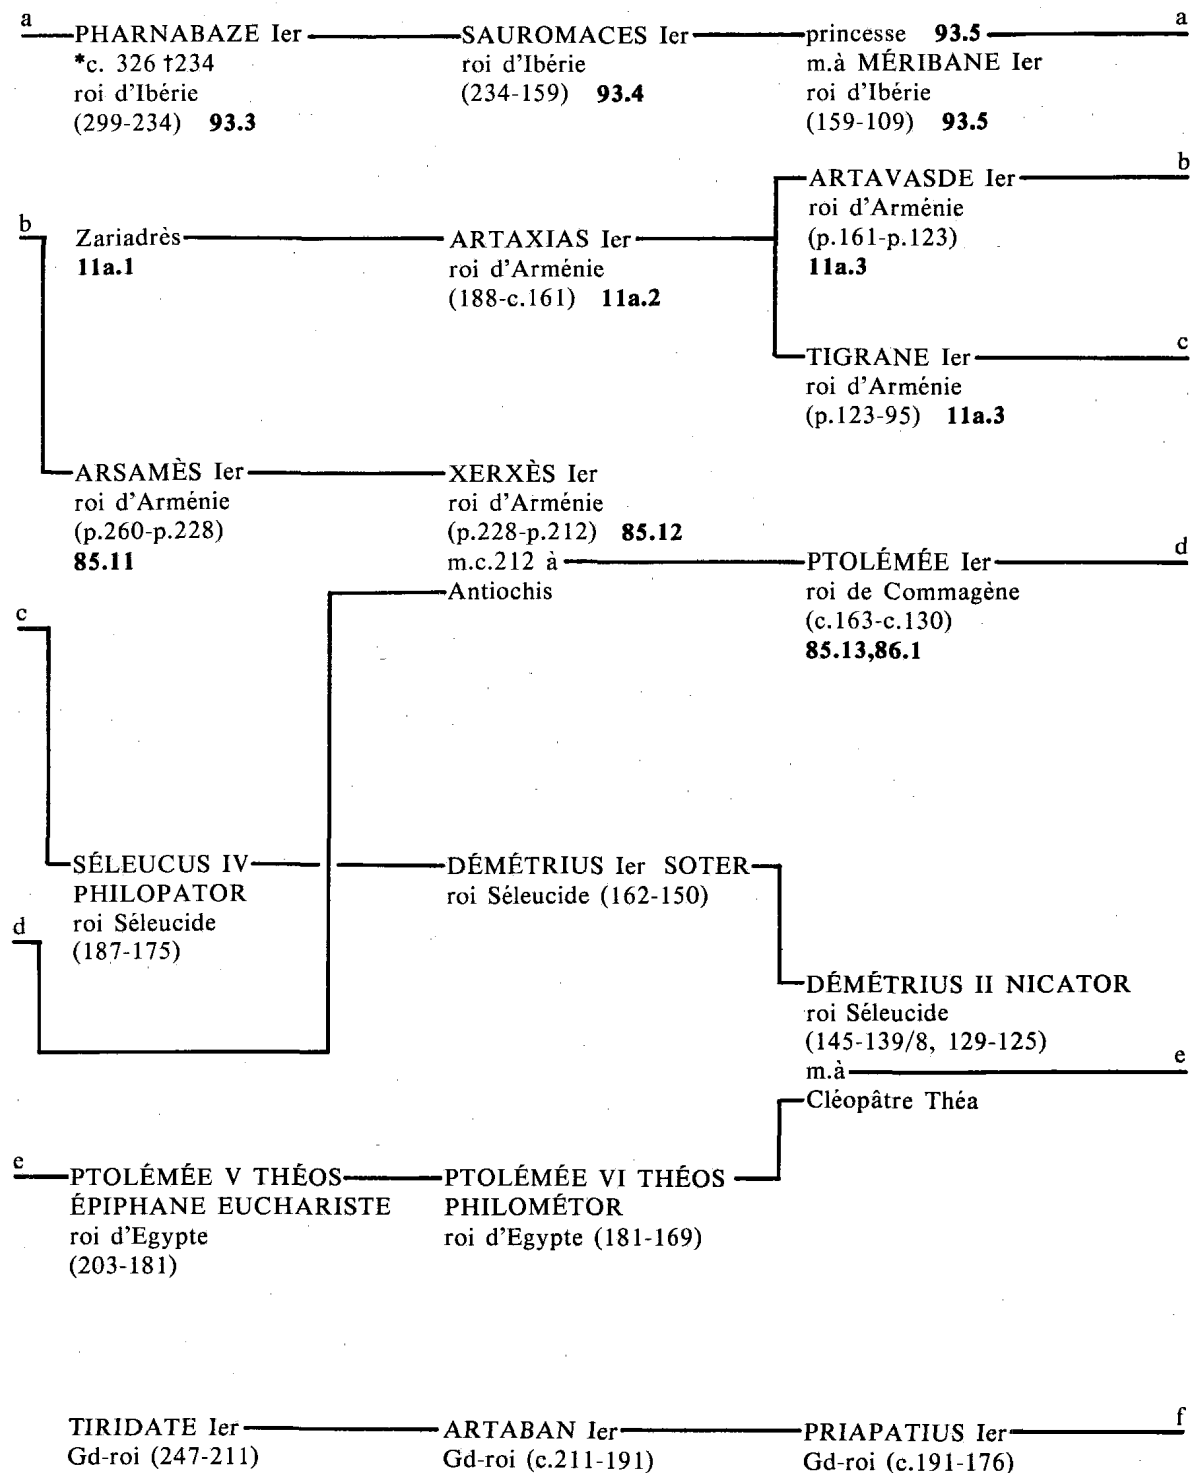 a
a
PHARNABAZE Ier
*c. 326 †234
roi d'Ibérie
(299-234) 93.3
SAUROMACES Ier
roi d'Ibérie
(234-159) 93.4
princesse 93.5
m.à MÉRIBANE Ier
roi d'Ibérie
(159-109) 93.5
b
b
Zariadrès
11a.1
ARTAXIAS Ier
roi d'Arménie
(188-c.161) 11a.2
ARTAVASDE Ier
roi d'Arménie
(p.161-p.123)
11a.3
c
TIGRANE Ier
roi d'Arménie
(p.123-95) 11a.3
ARSAMÈS Ier
roi d'Arménie
(p.260-p.228)
85.11
XERXÈS Ier
roi d'Arménie
(p.228-p.212) 85.12
m.c.212 à
Antiochis
d
PTOLÉMÉE Ier
roi de Commagène
(c.163-c.130)
85.13,86.1
c
SÉLEUCUS IV
PHILOPATOR
roi Séleucide
(187-175)
DÉMÉTRIUS Ier SOTER
roi Séleucide (162-150)
d
DÉMÉTRIUS II NICATOR
roi Séleucide
(145-139/8, 129-125)
m.à
e
Cléopâtre Théa
e
PTOLÉMÉE V THÉOS
ÉPIPHANE EUCHARISTE
roi d'Egypte
(203-181)
PTOLÉMÉE VI THÉOS
PHILOMÉTOR
roi d'Egypte (181-169)
TIRIDATE Ier
Gd-roi (247-211)
ARTABAN Ier
Gd-roi (c.211-191)
PRIAPATIUS Ier
Gd-roi (c.191-176)
f